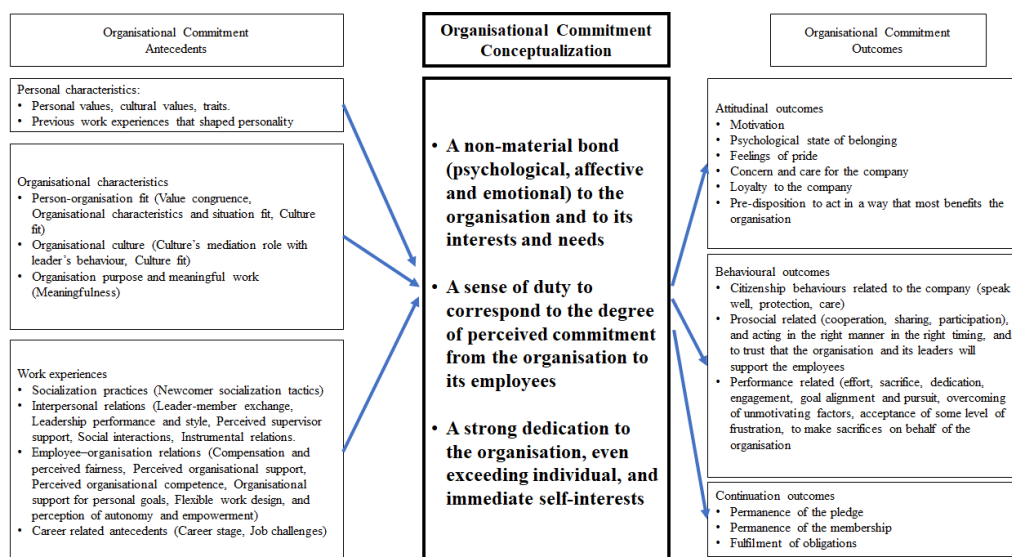 Organisational Commitment
Antecedents
Personal characteristics:
• Personal values, cultural values, traits.
• Previous work experiences that shaped personality
Organisational characteristics
• Person-organisation fit (Value congruence,
Organisational characteristics and situation fit, Culture
fit)
• Organisational culture (Culture's mediation role with
leader's behaviour, Culture fit)
• Organisation purpose and meaningful work
(Meaningfulness)
Work experiences
• Socialization practices (Newcomer socialization tactics)
• Interpersonal relations (Leader-member exchange,
Leadership performance and style, Perceived supervisor
support, Social interactions, Instrumental relations.
• Employee–organisation relations (Compensation and
perceived fairness, Perceived organisational support,
Perceived organisational competence, Organisational
support for personal goals, Flexible work design, and
perception of autonomy and empowerment)
• Career related antecedents (Career stage, Job challenges)
Organisational Commitment
Conceptualization
• A non-material bond
(psychological, affective
and emotional) to the
organisation and to its
interests and needs
• A sense of duty to
correspond to the degree
of perceived commitment
from the organisation to
its employees
• A strong dedication to
the organisation, even
exceeding individual, and
immediate self-interests
Organisational Commitment
Outcomes
Attitudinal outcomes
• Motivation
• Psychological state of belonging
• Feelings of pride
• Concern and care for the company
• Loyalty to the company
• Pre-disposition to act in a way that most benefits the
organisation
Behavioural outcomes
• Citizenship behaviours related to the company (speak
well, protection, care)
• Prosocial related (cooperation, sharing, participation),
and acting in the right manner in the right timing, and
to trust that the organisation and its leaders will
support the employees
• Performance related (effort, sacrifice, dedication,
engagement, goal alignment and pursuit, overcoming
of unmotivating factors, acceptance of some level of
frustration, to make sacrifices on behalf of the
organisation
Continuation outcomes
• Permanence of the pledge
• Permanence of the membership
• Fulfilment of obligations